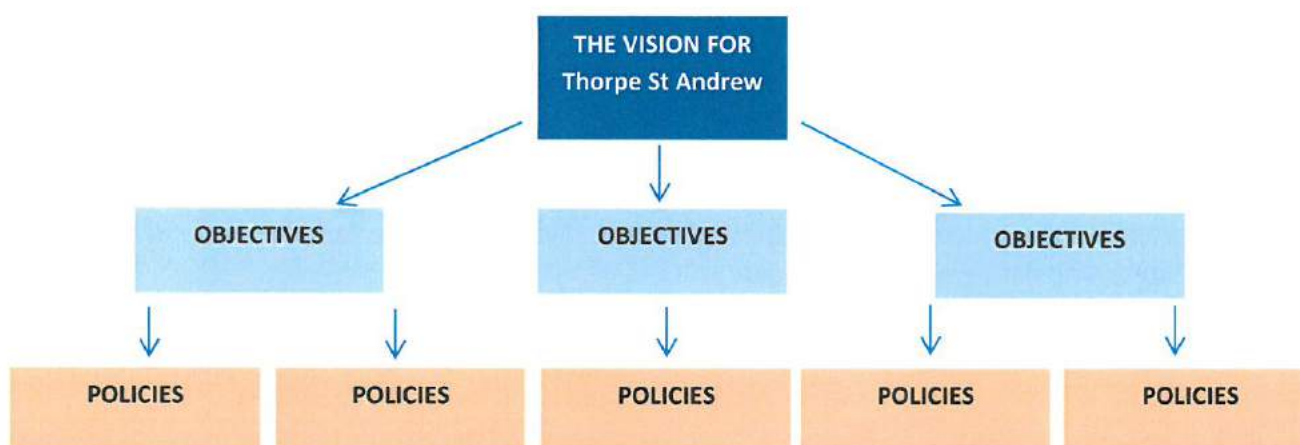 THE VISION FOR
Thorpe St Andrew
OBJECTIVES
OBJECTIVES
OBJECTIVES
POLICIES
POLICIES
POLICIES
POLICIES
POLICIES